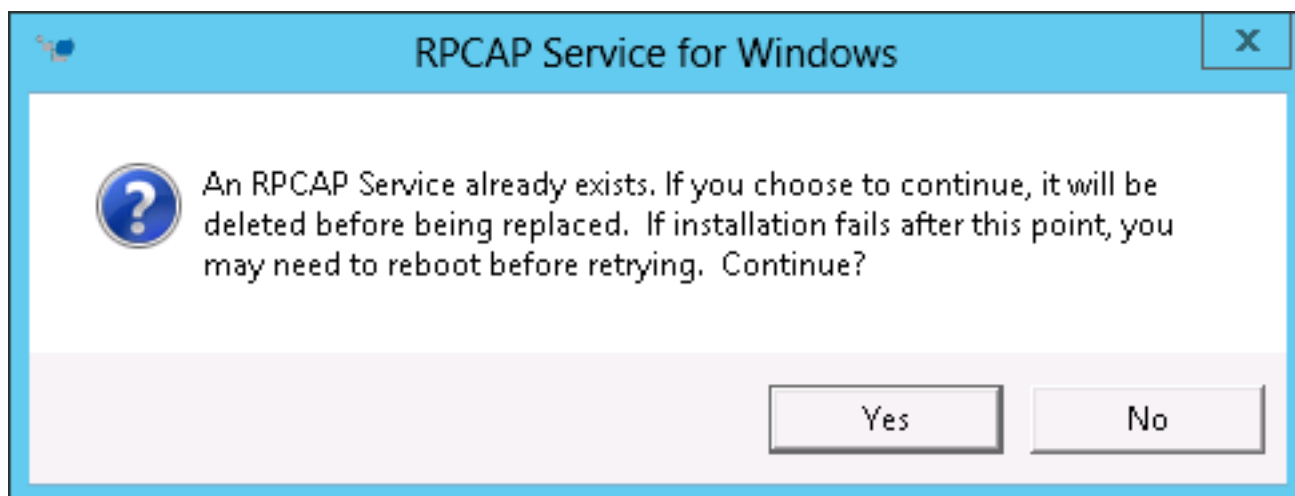 RPCAP Service for Windows
x
An RPCAP Service already exists. If you choose to continue, it will be
deleted before being replaced.  If installation fails after this point, you
may need to reboot before retrying.  Continue?
Yes No